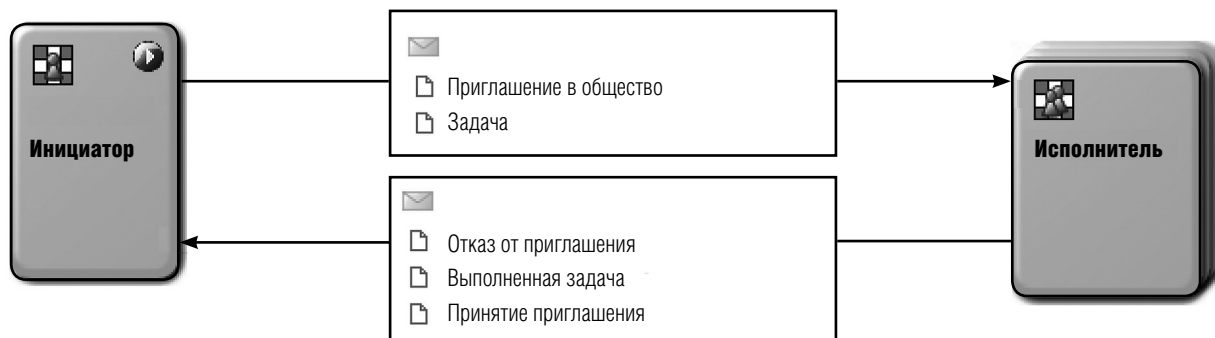 Инициатор
Приглашение в общество
Задача
Исполнитель
Отказ от приглашения
Выполненная задача
Принятие приглашения